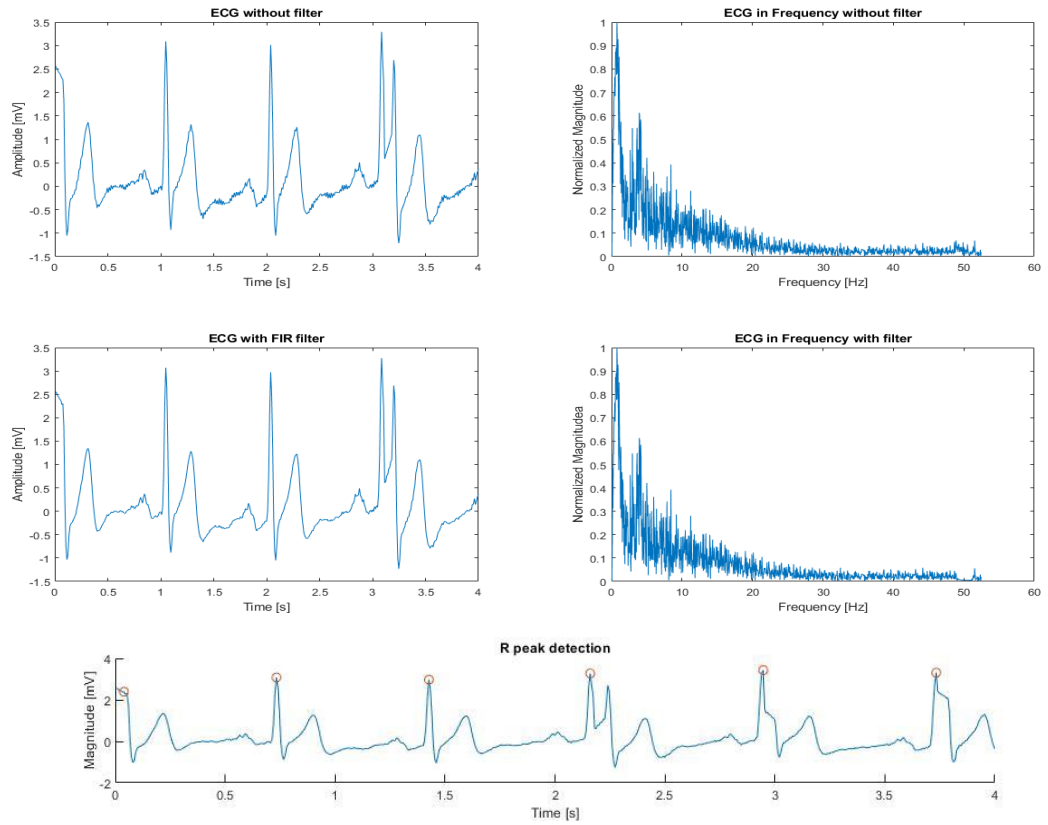 ECG without filter
3.5
3
2.5
2
1.5
1
0.5
0
-0.5
-1
-1.5
Amplitude [mV]
0 0.5 1 1.5 2 2.5 3 3.5 4
Time [s]
ECG in Frequency without filter
1
0.9
0.8
0.7
0.6
0.5
0.4
0.3
0.2
0.1
0
Normalized Magnitude
0 10 20 30 40 50 60
Frequency [Hz]
ECG with FIR filter
3.5
3
2.5
2
1.5
1
0.5
0
-0.5
-1
-1.5
Amplitude [mV]
0 0.5 1 1.5 2 2.5 3 3.5 4
Time [s]
ECG in Frequency with filter
1
0.9
0.8
0.7
0.6
0.5
0.4
0.3
0.2
0.1
0
Normalized Magnitudea
0 10 20 30 40 50 60
Frequency [Hz]
R peak detection
4
2
0
-2
Magnitude [mV]
0 0.5 1 1.5 2 2.5 3 3.5 4
Time [s]